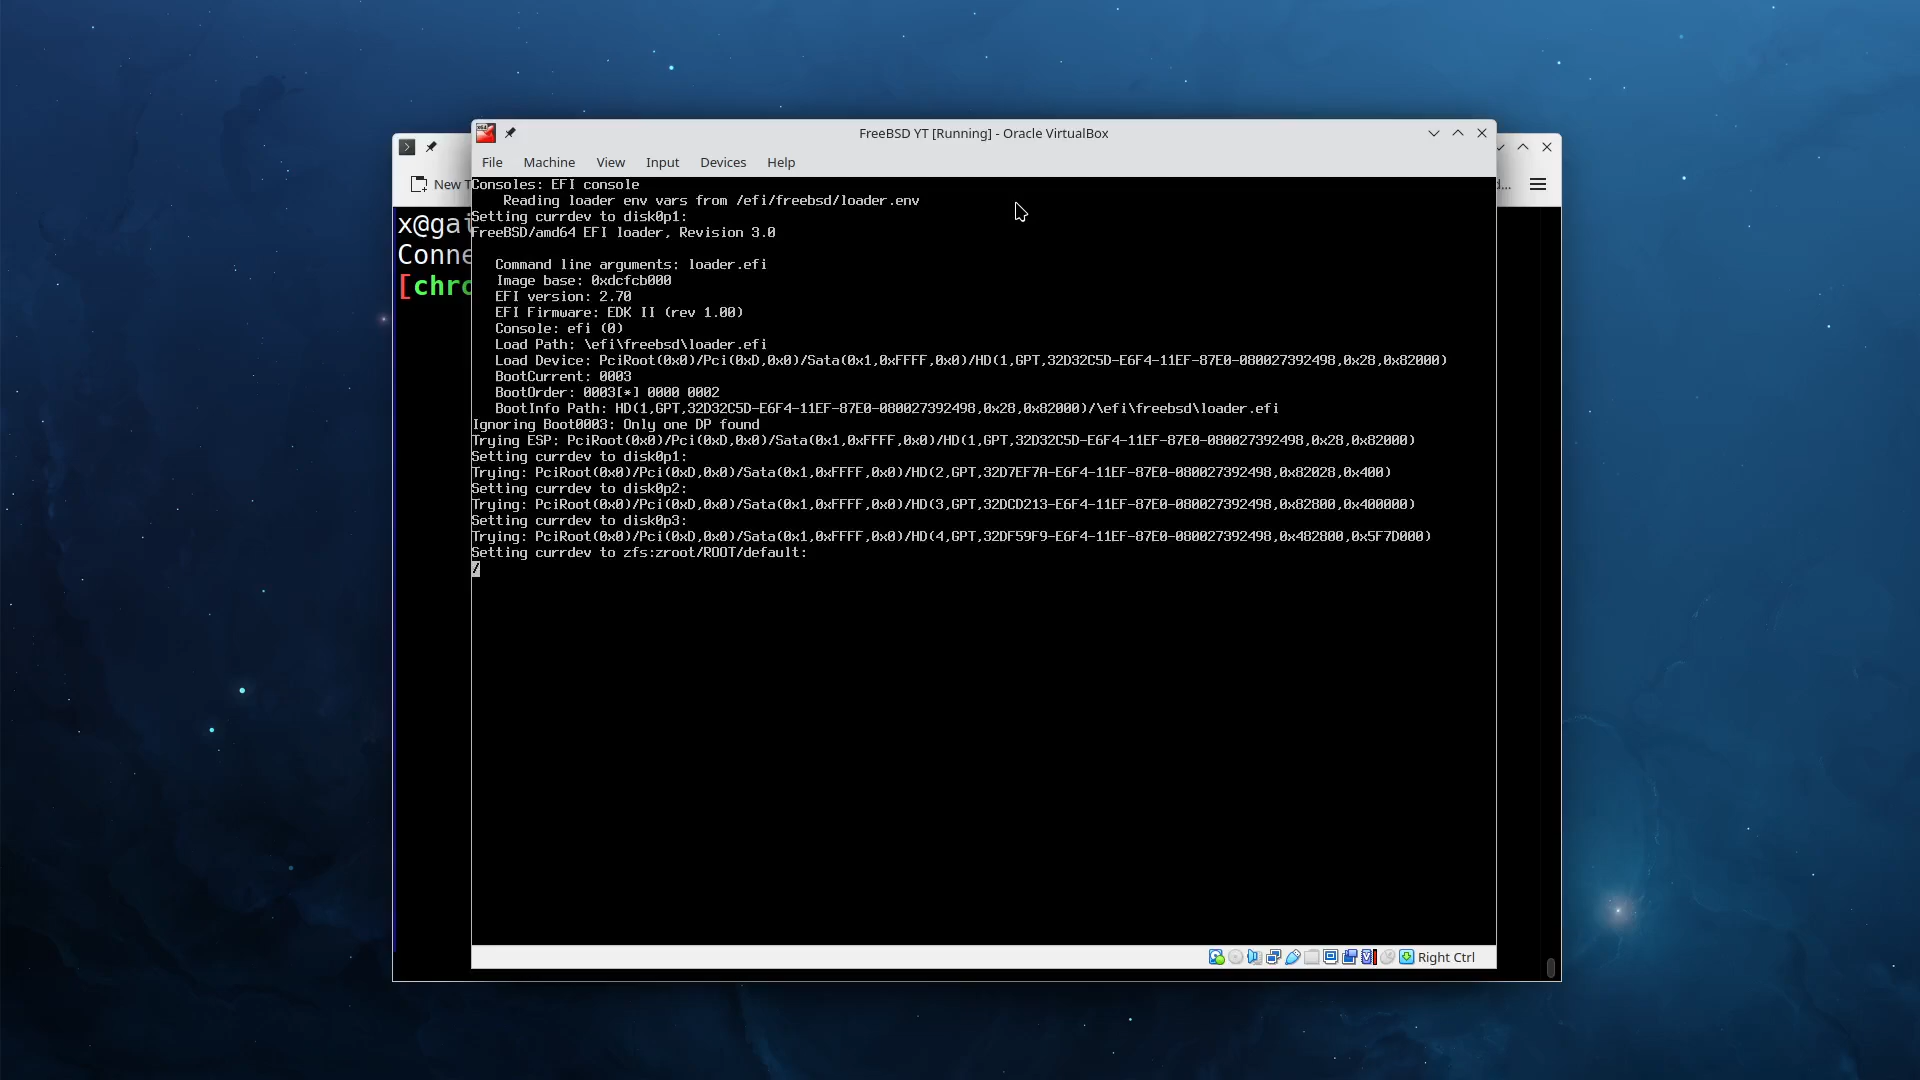 FreeBSD YT [Running] - Oracle VirtualBox
File Machine View Input Devices Help
New
x@ga
Conne
[chro
Consoles: EFI console
Reading loader env vars from /efi/freebsd/loader.env
Setting currdev to disk0p1:
FreeBSD/amd64 EFI loader, Revision 3.0
Command line arguments: loader.efi
Image base: 0xdcfcb000
EFI version: 2.70
EFI Firmware: EDK II (rev 1.00)
Console: efi (0)
Load Path: \efi\freebsd\loader.efi
Load Device: PciRoot(0x0)/Pci(0xD,0x0)/Sata(0x1,0xFFFF,0x0)/HD(1,GPT,32D32C5D-E6F4-11EF-87E0-080027392498,0x28,0x82000)
BootCurrent: 0003
BootOrder: 0003[*] 0000 0002
BootInfo Path: HD(1,GPT,32D32C5D-E6F4-11EF-87E0-080027392498,0x28,0x82000)/\efi\freebsd\loader.efi
Ignoring Boot0003: Only one DP found
Trying ESP: PciRoot(0x0)/Pci(0xD,0x0)/Sata(0x1,0xFFFF,0x0)/HD(1,GPT,32D32C5D-E6F4-11EF-87E0-080027392498,0x28,0x82000)
Setting currdev to disk0p1:
Trying: PciRoot(0x0)/Pci(0xD,0x0)/Sata(0x1,0xFFFF,0x0)/HD(2,GPT,32D7EF7A-E6F4-11EF-87E0-080027392498,0x82028,0x400)
Setting currdev to disk0p2:
Trying: PciRoot(0x0)/Pci(0xD,0x0)/Sata(0x1,0xFFFF,0x0)/HD(3,GPT,32DCD213-E6F4-11EF-87E0-080027392498,0x82800,0x400000)
Setting currdev to disk0p3:
Trying: PciRoot(0x0)/Pci(0xD,0x0)/Sata(0x1,0xFFFF,0x0)/HD(4,GPT,32DF59F9-E6F4-11EF-87E0-080027392498,0x482800,0x5F7D000)
Setting currdev to zfs:zroot/ROOT/default:
/
Right Ctrl